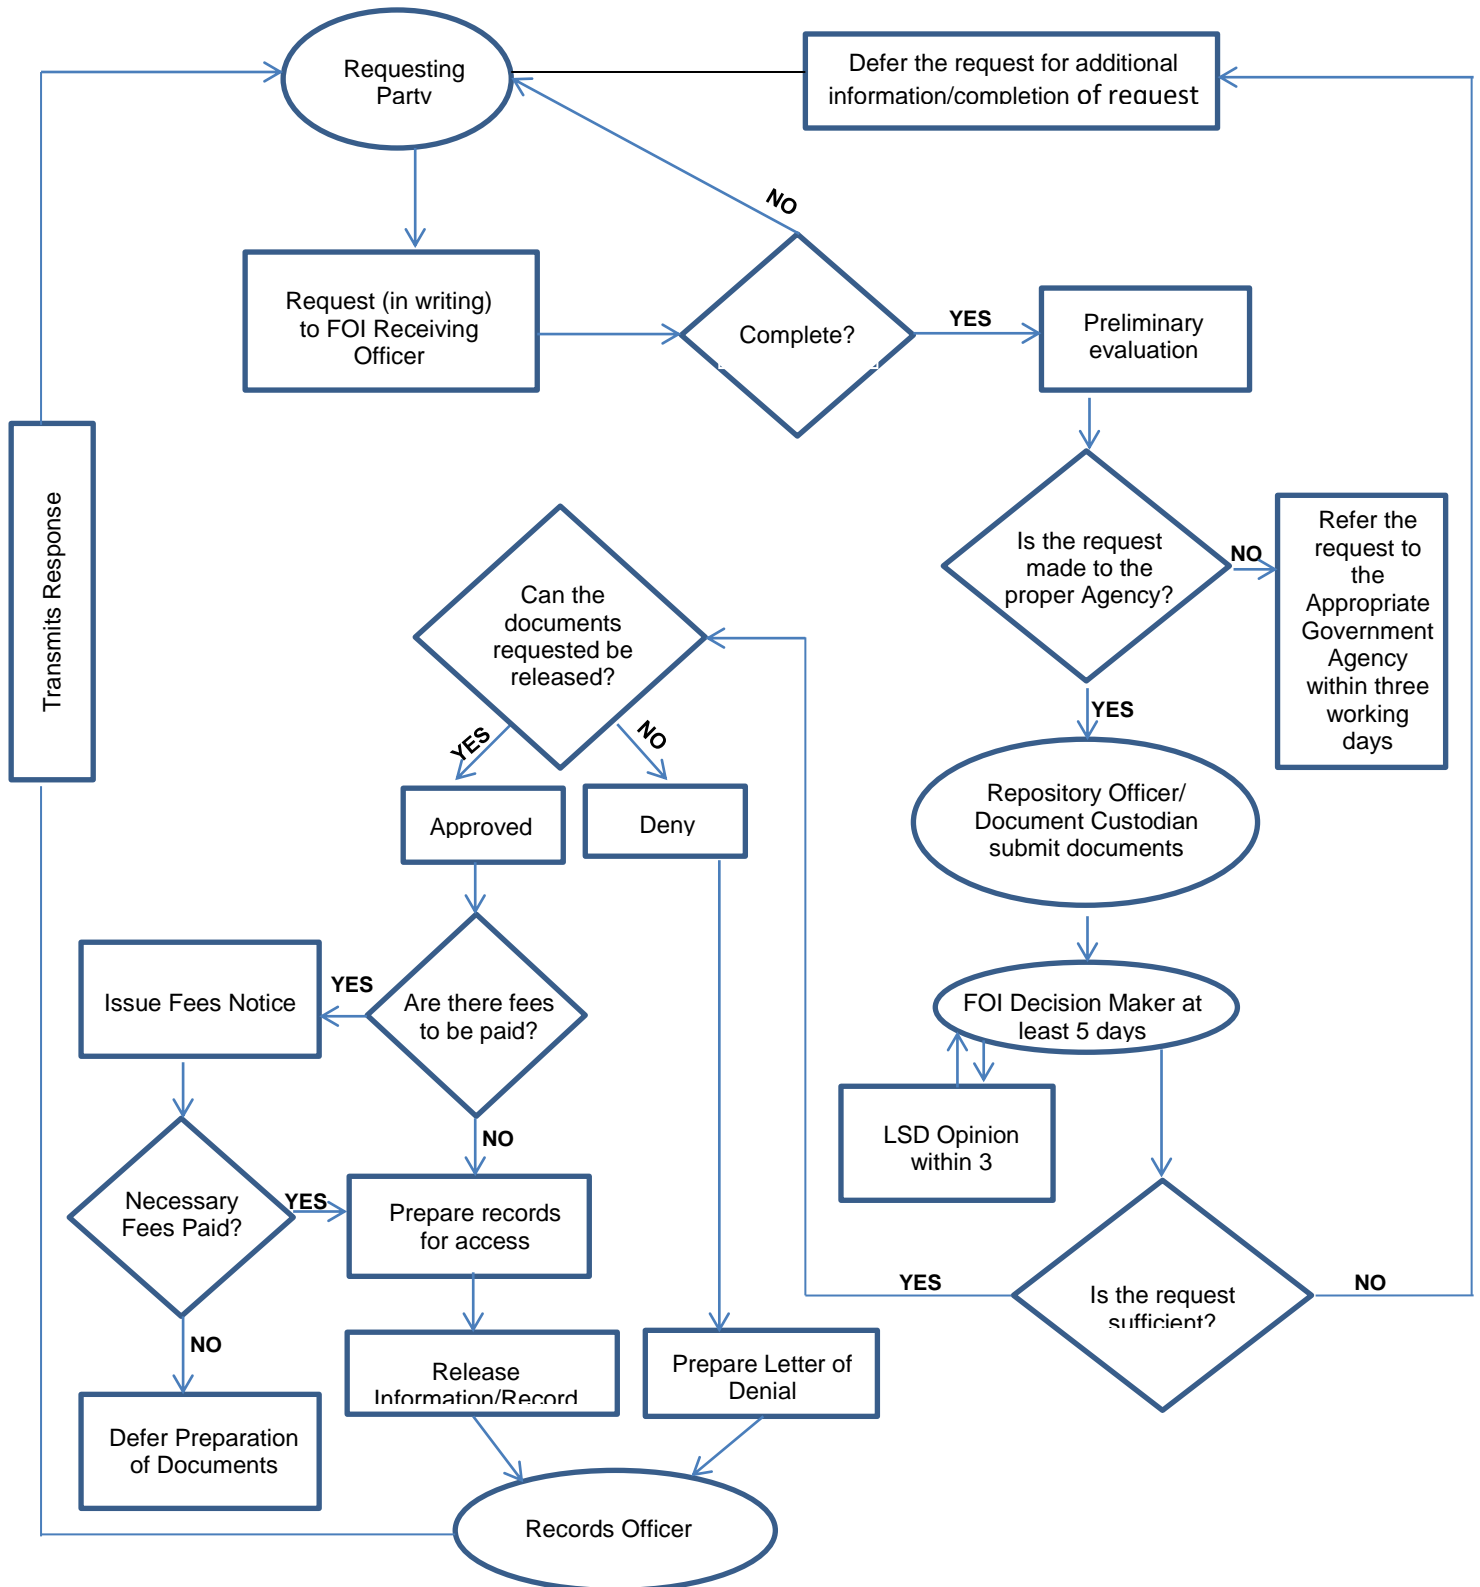 Requesting
Party
Defer the request for additional
information/completion of request
NO
Request (in writing)
to FOI Receiving
Officer
Complete?
YES
Preliminary
evaluation
Transmits Response
Is the request
made to the
proper Agency?
NO
Refer the
request to
the
Appropriate
Government
Agency
within three
working
days
Can the
documents
requested be
released?
YES
NO
YES
Approved
Deny
Repository Officer/
Document Custodian
submit documents
Issue Fees Notice
YES
Are there fees
to be paid?
FOI Decision Maker at
least 5 days
NO
LSD Opinion
within 3
Necessary
Fees Paid?
YES
Prepare records
for access
YES
Is the request
sufficient?
NO
NO
Release
Information/Record
Prepare Letter of
Denial
Defer Preparation
of Documents
Records Officer